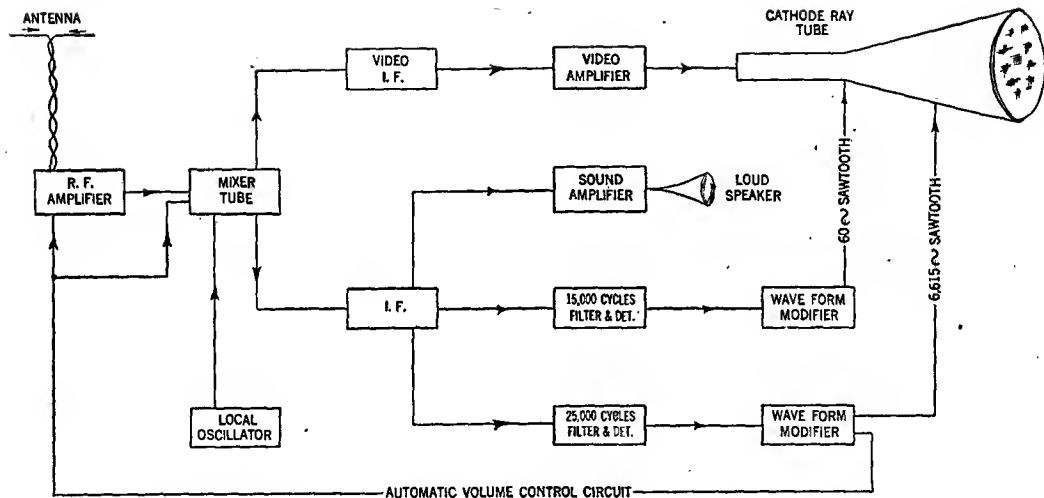 ANTENNA
CATHODE RAY
TUBE
VIDEO
I.F.
VIDEO
AMPLIFIER
R. F.
AMPLIFIER
MIXER
TUBE
SOUND
AMPLIFIER
LOUD
SPEAKER
60~SAWTOOTH
6,615~SAWTOOTH
I.F.
15,000 CYCLES
FILTER & DET.
WAVE FORM
MODIFIER
LOCAL
OSCILLATOR
25,000 CYCLES
FILTER & DET.
WAVE FORM
MODIFIER
AUTOMATIC VOLUME CONTROL CIRCUIT